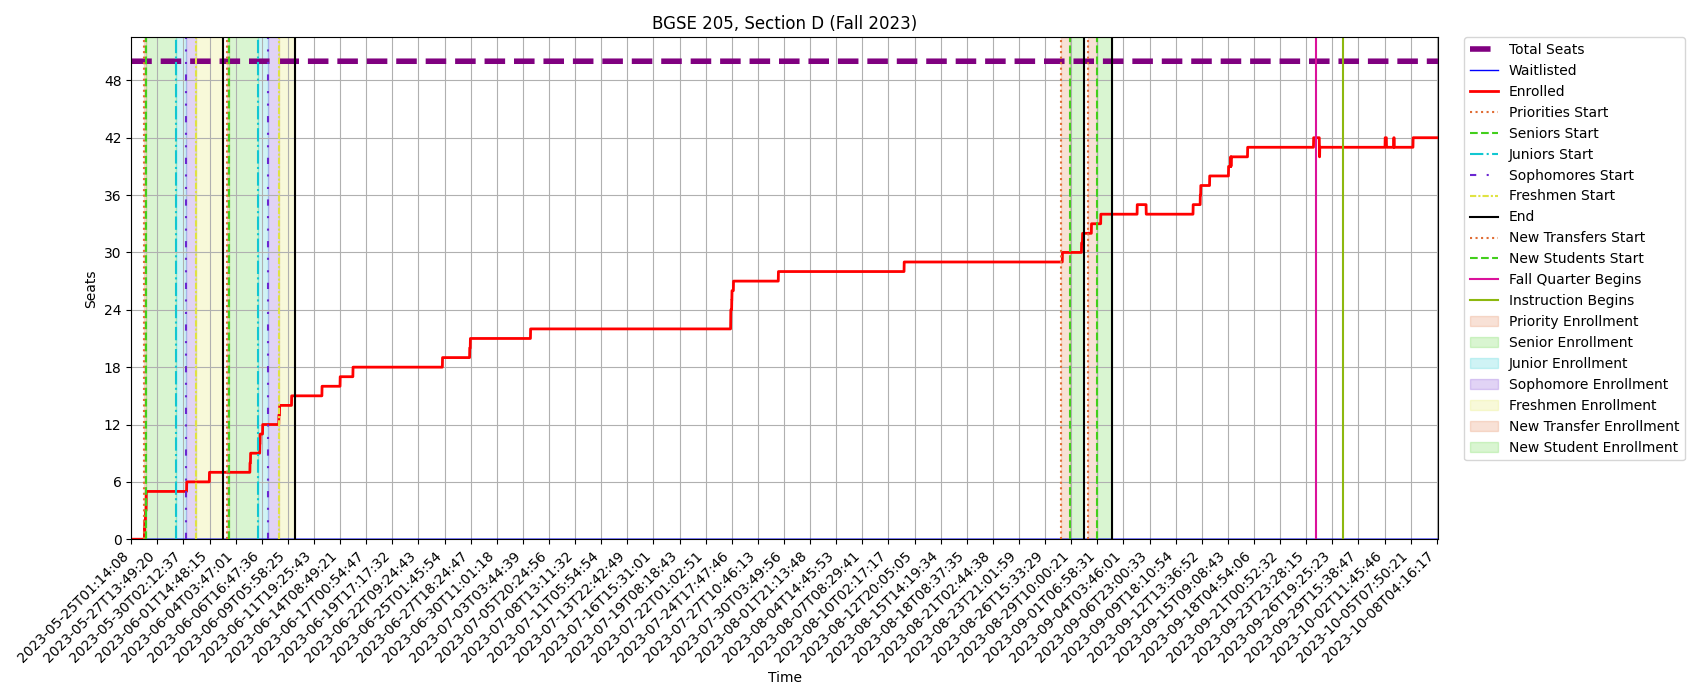 BGSE 205, Section D (Fall 2023)
Seats
48
42
36
30
24
18
12
6
0
2023-05-25T01:14:08
2023-05-27T13:49:20
2023-05-30T02:12:37
2023-06-01T14:48:15
2023-06-04T03:47:01
2023-06-06T16:47:36
2023-06-09T05:58:25
2023-06-11T19:25:43
2023-06-14T08:49:21
2023-06-17T00:54:47
2023-06-19T17:17:32
2023-06-22T09:24:43
2023-06-25T01:45:54
2023-06-27T18:24:47
2023-06-30T11:01:18
2023-07-03T03:44:39
2023-07-05T20:24:56
2023-07-08T13:11:32
2023-07-11T05:54:54
2023-07-13T22:42:49
2023-07-16T15:31:01
2023-07-19T08:18:43
2023-07-22T01:02:51
2023-07-24T17:47:46
2023-07-27T10:46:13
2023-07-30T03:49:56
2023-08-01T21:13:48
2023-08-04T14:45:53
2023-08-07T08:29:41
2023-08-10T02:17:17
2023-08-12T20:05:05
2023-08-15T14:19:34
2023-08-18T08:37:35
2023-08-21T02:44:38
2023-08-23T21:01:59
2023-08-26T15:33:29
2023-08-29T10:00:21
2023-09-01T06:58:31
2023-09-04T03:46:01
2023-09-06T23:00:33
2023-09-09T18:10:54
2023-09-12T13:36:52
2023-09-15T09:08:43
2023-09-18T04:54:06
2023-09-21T00:52:32
2023-09-23T23:28:15
2023-09-26T19:25:23
2023-09-29T15:38:47
2023-10-02T11:45:46
2023-10-05T07:50:21
2023-10-08T04:16:17
Time
Total Seats
Waitlisted
Enrolled
Priorities Start
Seniors Start
Juniors Start
Sophomores Start
Freshmen Start
End
New Transfers Start
New Students Start
Fall Quarter Begins
Instruction Begins
Priority Enrollment
Senior Enrollment
Junior Enrollment
Sophomore Enrollment
Freshmen Enrollment
New Transfer Enrollment
New Student Enrollment